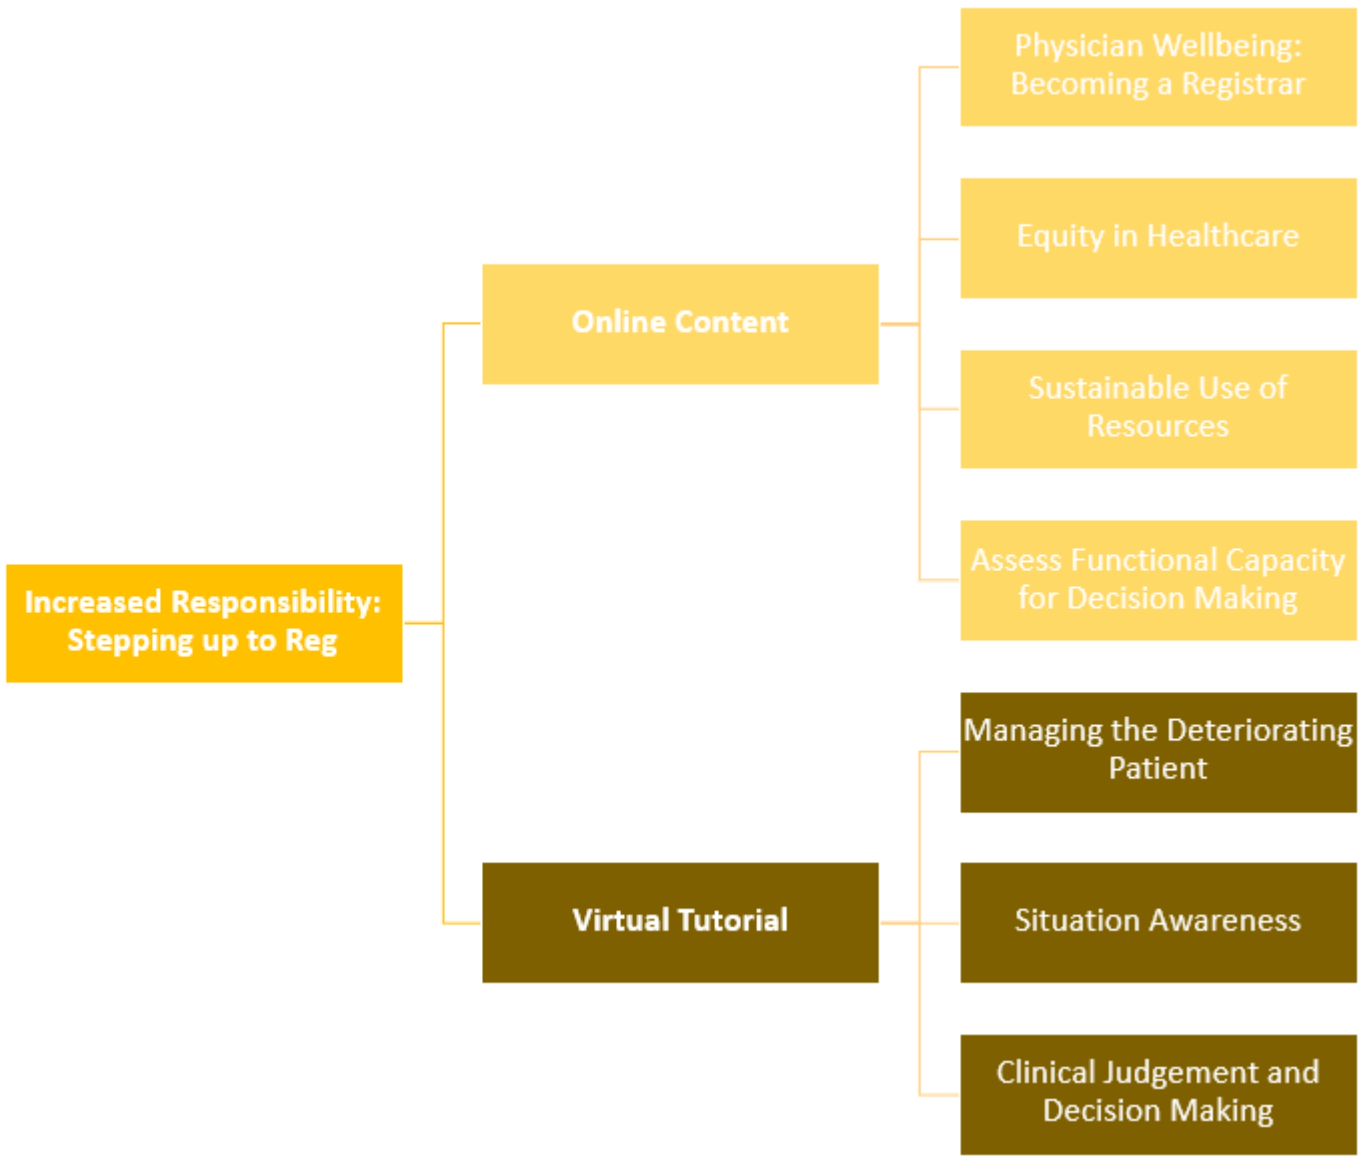 Physician Wellbeing:
Becoming a Registrar
Equity in Healthcare
Online Content
Sustainable Use of
Resources
Assess Functional Capacity
for Decision Making
Increased Responsibility:
Stepping up to Reg
Managing the Deteriorating
Patient
Virtual Tutorial
Situation Awareness
Clinical Judgement and
Decision Making